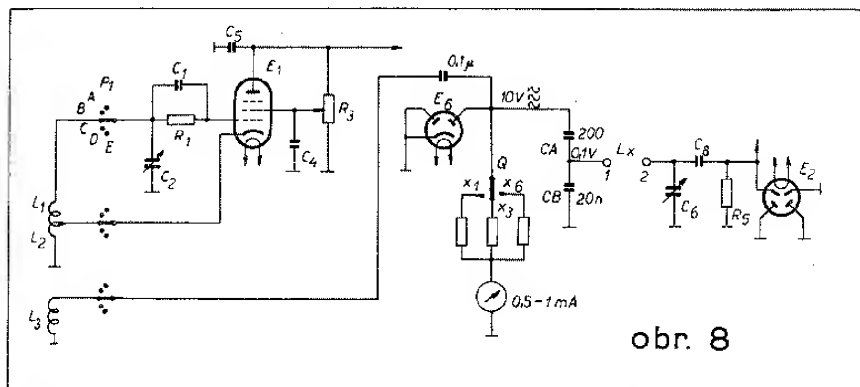 C5
C1
E1
P1
A
B
C
D
E
R1
C2
C4
R3
L1
L2
L3
0,1µ
E6
10V
200
CA
0,1V
CB
20n
Lx
1
2
C8
C6
R5
E2
Q
x1
x6
x3
0,5-1mA
obr. 8